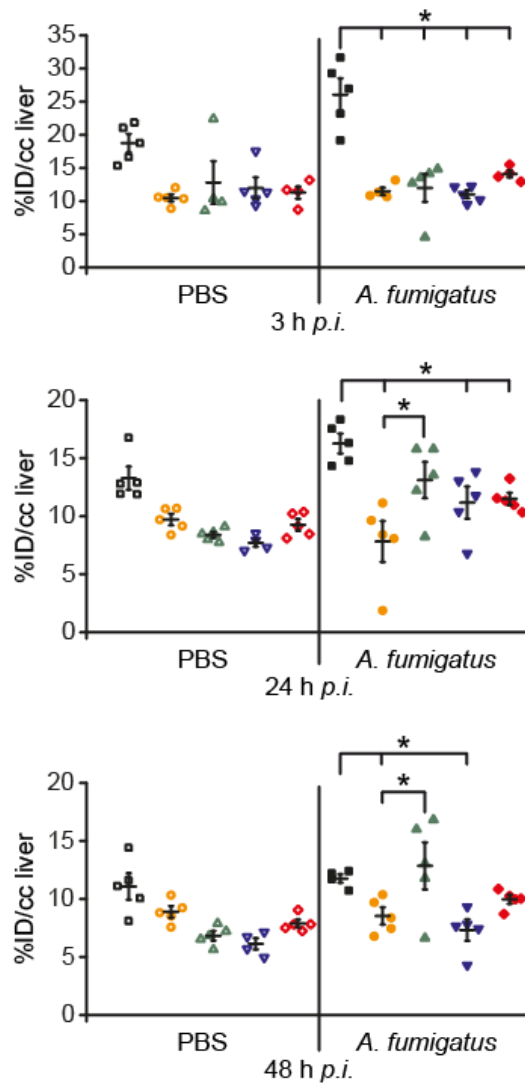 *
35
30
25
20
15
10
5
0
%ID/cc liver
PBS
A. fumigatus
3 h p.i.
*
*
20
15
10
5
0
%ID/cc liver
PBS
A. fumigatus
24 h p.i.
*
*
20
15
10
5
0
%ID/cc liver
PBS
A. fumigatus
48 h p.i.